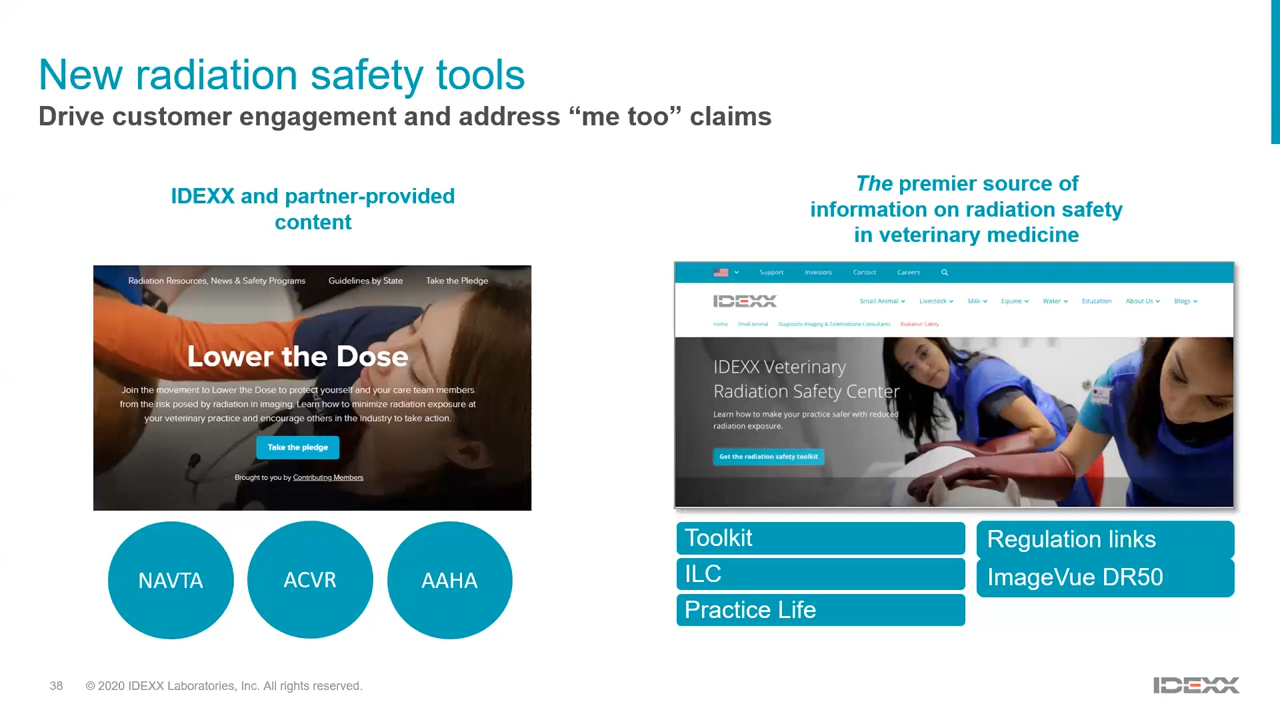 New radiation safety tools
Drive customer engagement and address “me too” claims
IDEXX and partner-provided
content
Radiation Resources, News & Safety Programs Guidelines by State Take the Pledge
Lower the Dose
Join the movement to Lower the Dose to protect yourself and your care team members
from the risk posed by radiation in imaging. Learn how to minimize radiation exposure at
your veterinary practice and encourage others in the industry to take action.
Take the pledge
Brought to you by Contributing Members
NAVTA ACVR AAHA
The premier source of
information on radiation safety
in veterinary medicine
Support Investors Contact Careers
IDEXX
Small Animal Livestock Milk Equine Water Education About Us Blogs
Home Small Animal Diagnostic Imaging & Telemedicine Consultants Radiation Safety
IDEXX Veterinary
Radiation Safety Center
Learn how to make your practice safer with reduced
radiation exposure.
Get the radiation safety toolkit
Toolkit
ILC
Practice Life
Regulation links
ImageVue DR50
38 © 2020 IDEXX Laboratories, Inc. All rights reserved.
IDEXX